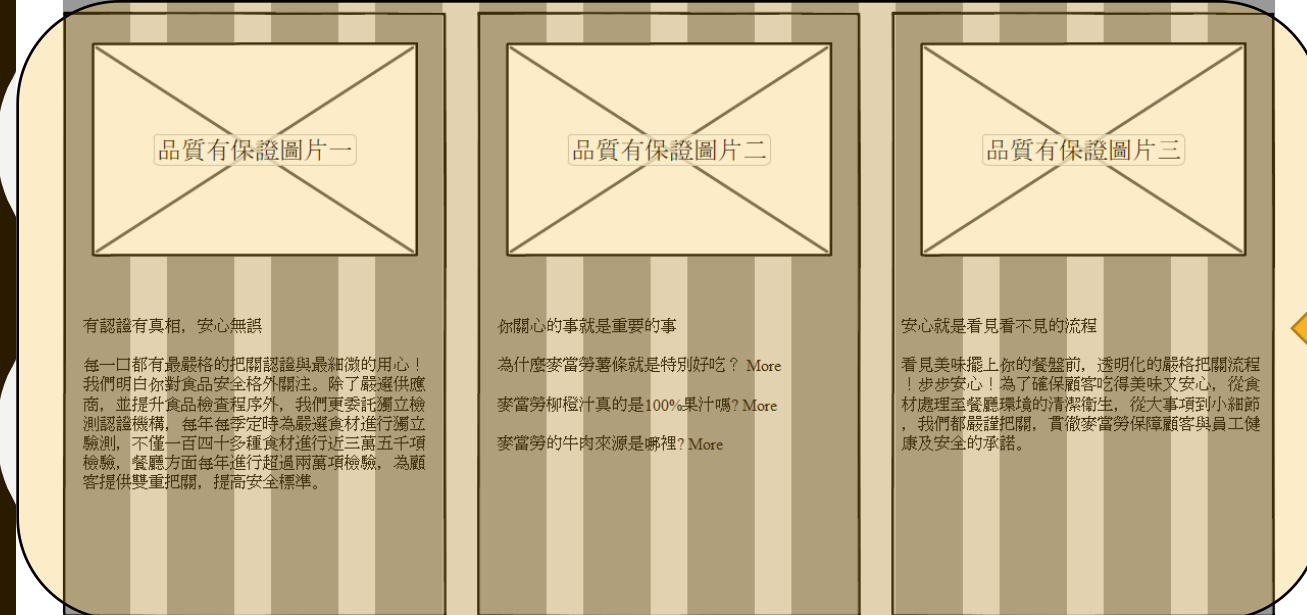 品質有保證圖片一
品質有保證圖片二
品質有保證圖片三
有認證有真相，安心無誤
每一口都有最嚴格的把關認證與最細微的用心！
我們明白你對食品安全格外關注。除了嚴選供應
商，並提升食品檢查程序外，我們更委託獨立檢
測認證機構，每年每季定時為嚴選食材進行獨立
驗測，不僅一百四十多種食材進行近三萬五千項
檢驗，餐廳方面每年進行超過兩萬項檢驗，為顧
客提供雙重把關，提高安全標準。
你關心的事就是重要的事
為什麼麥當勞薯條就是特別好吃？ More
麥當勞柳橙汁真的是100%果汁嗎? More
麥當勞的牛肉來源是哪裡? More
安心就是看見看不見的流程
看見美味擺上你的餐盤前，透明化的嚴格把關流程
！步步安心！為了確保顧客吃得美味又安心，從食
材處理至餐廳環境的清潔衛生，從大事項到小細節
，我們都嚴謹把關，貫徹麥當勞保障顧客與員工健
康及安全的承諾。